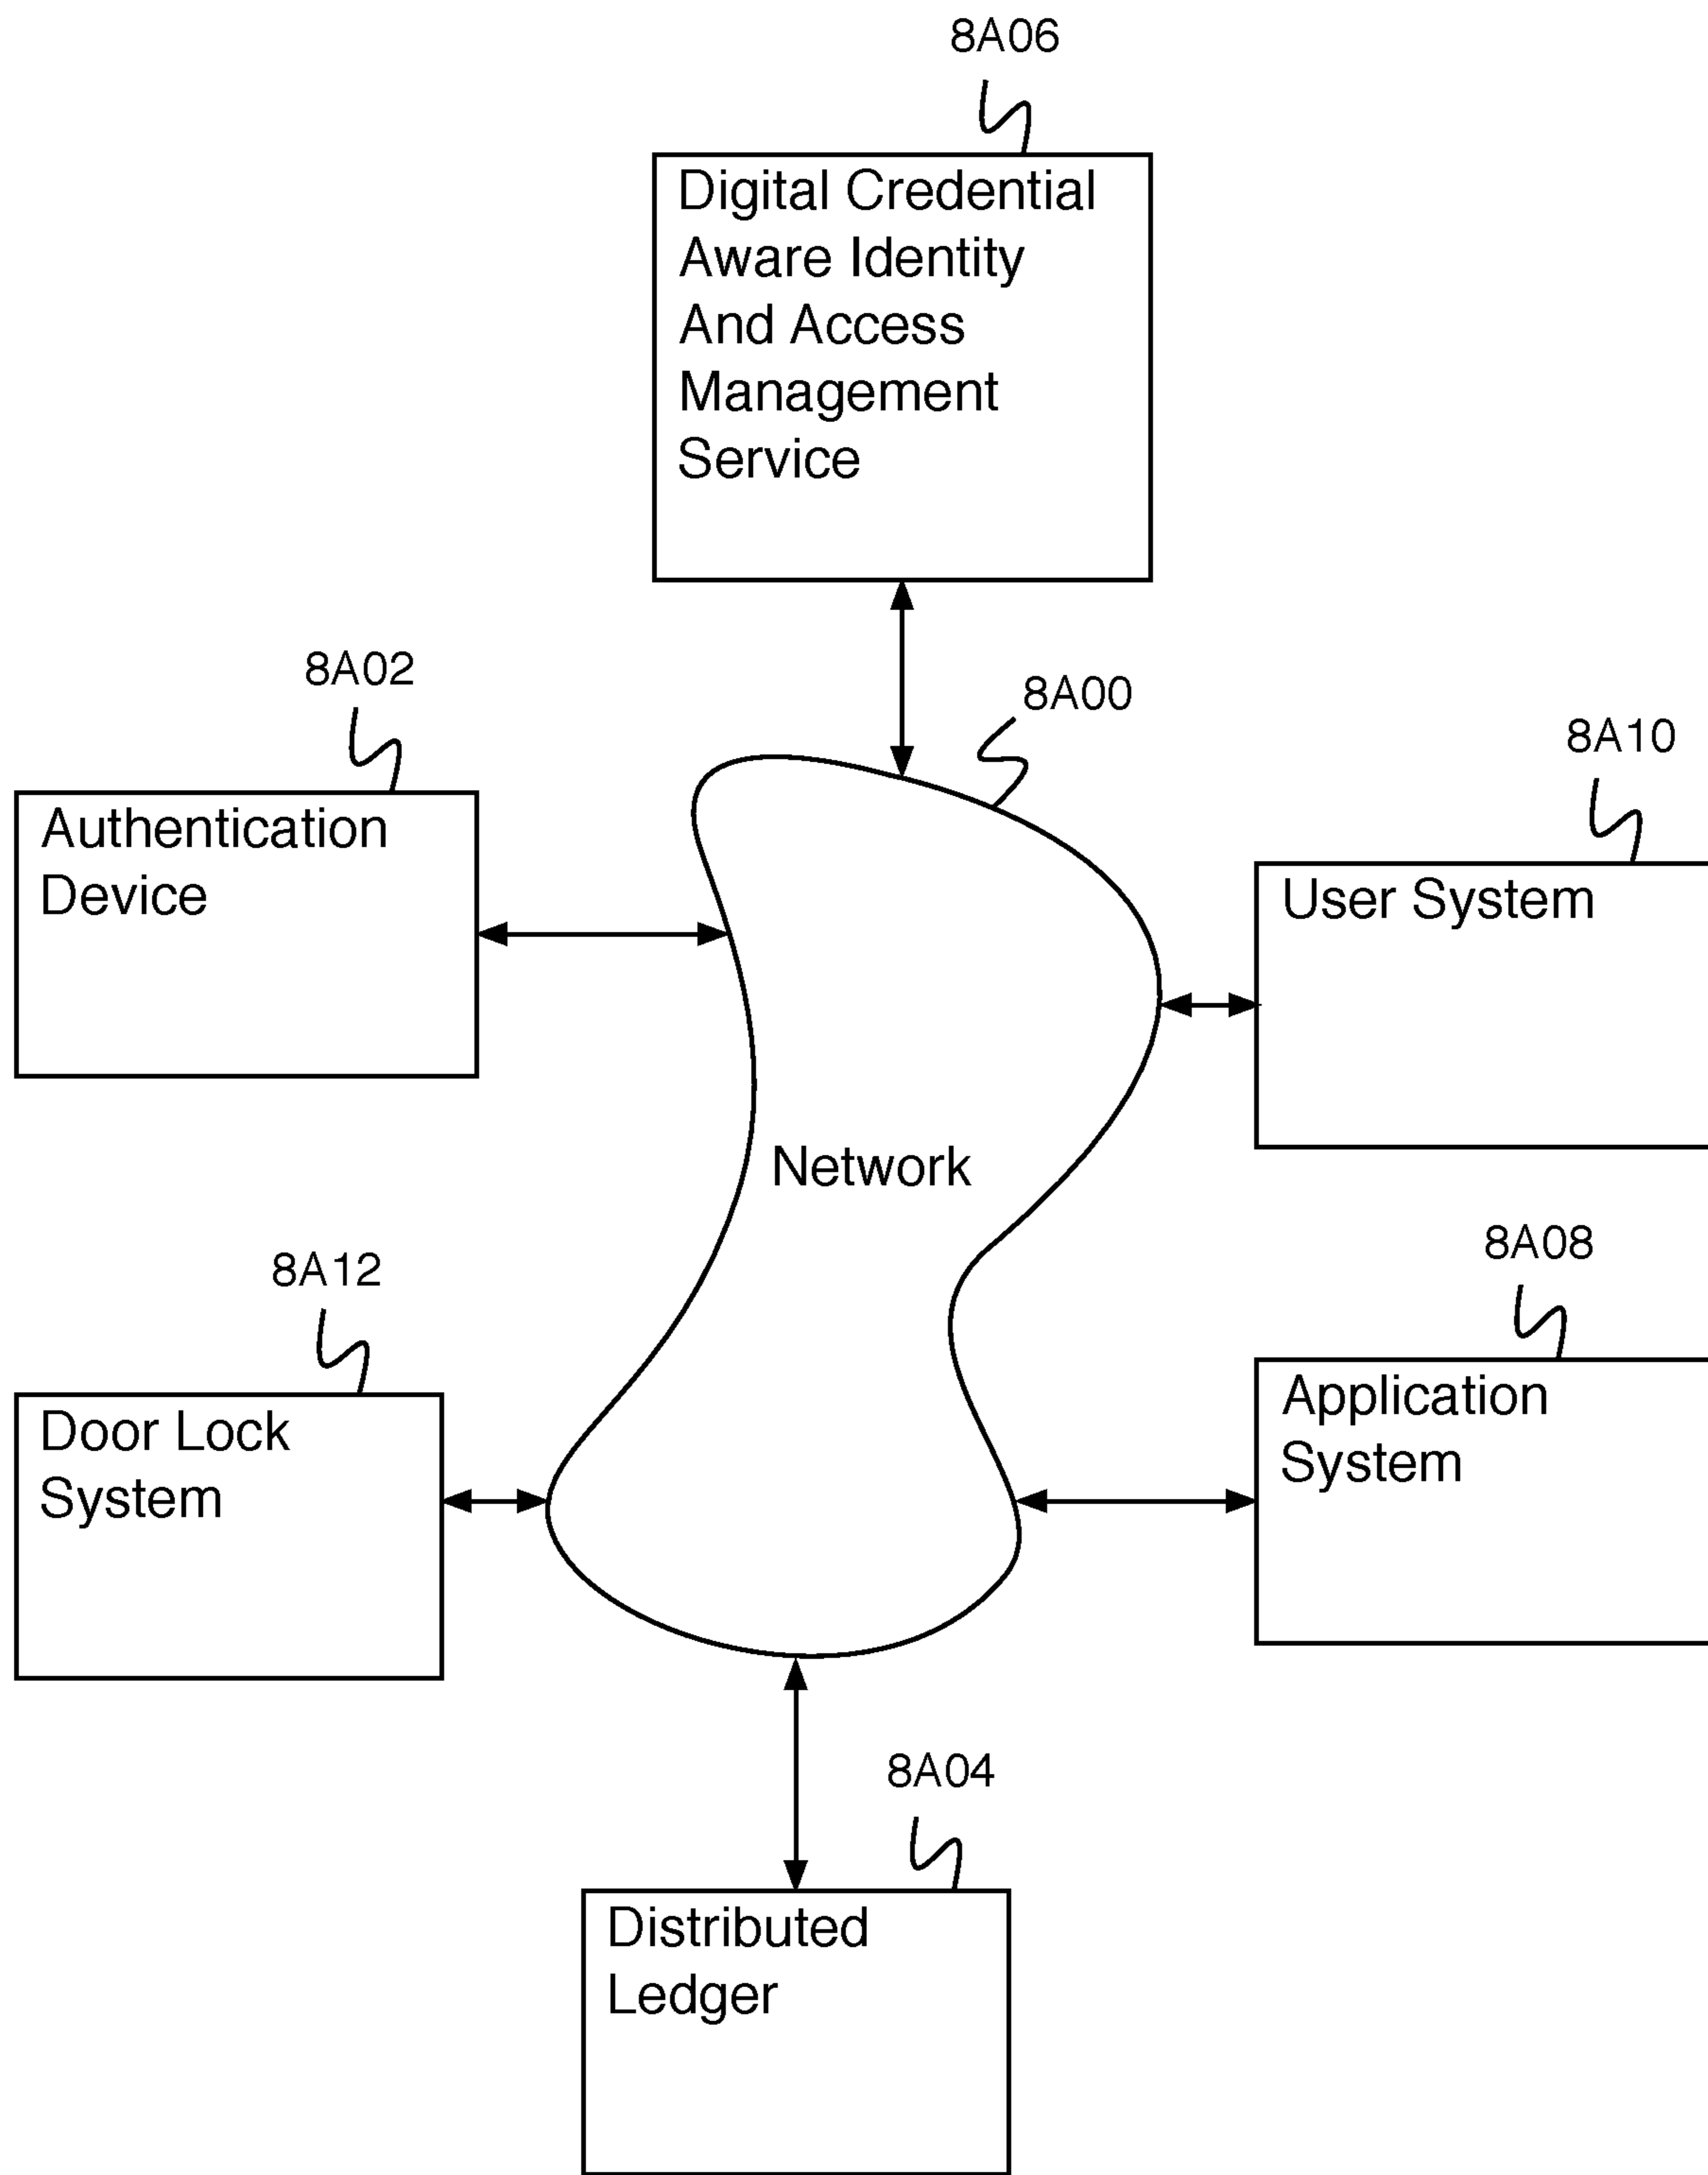 8A06
Digital Credential
Aware Identity
And Access
Management
Service
8A02
8A00
8A10
Authentication
Device
User System
Network
8A12
8A08
Door Lock
System
Application
System
8A04
Distributed
Ledger